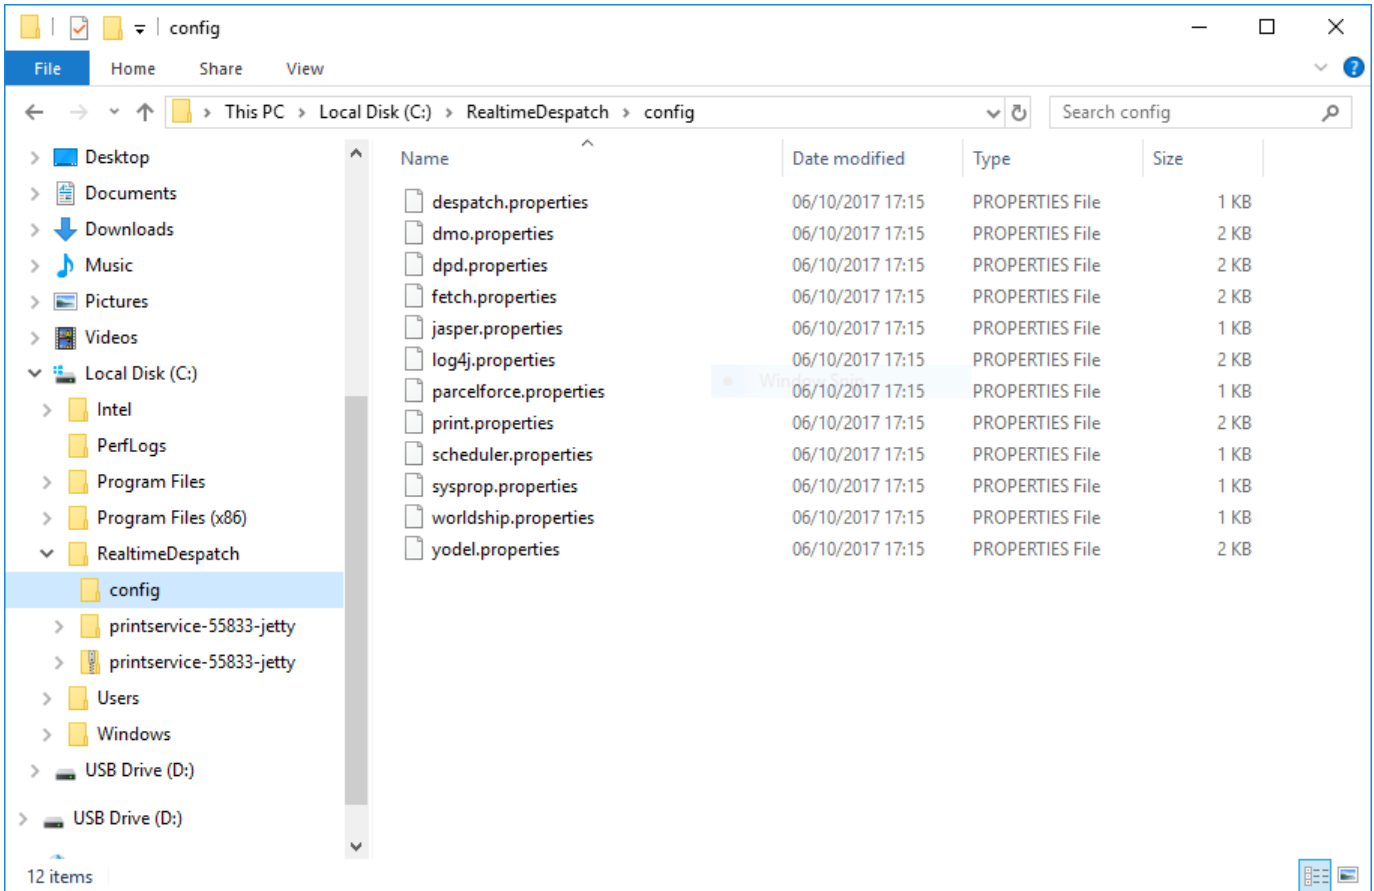 config
File Home Share View
This PC > Local Disk (C:) > RealtimeDespatch > config
Search config
Desktop
Documents
Downloads
Music
Pictures
Videos
Local Disk (C:)
Intel
PerfLogs
Program Files
Program Files (x86)
RealtimeDespatch
config
printservice-55833-jetty
printservice-55833-jetty
Users
Windows
USB Drive (D:)
USB Drive (D:)
Name Date modified Type Size
despatch.properties 06/10/2017 17:15 PROPERTIES File 1 KB
dmo.properties 06/10/2017 17:15 PROPERTIES File 2 KB
dpd.properties 06/10/2017 17:15 PROPERTIES File 2 KB
fetch.properties 06/10/2017 17:15 PROPERTIES File 2 KB
jasper.properties 06/10/2017 17:15 PROPERTIES File 1 KB
log4j.properties 06/10/2017 17:15 PROPERTIES File 2 KB
Window Snip
parcelforce.properties 06/10/2017 17:15 PROPERTIES File 1 KB
print.properties 06/10/2017 17:15 PROPERTIES File 2 KB
scheduler.properties 06/10/2017 17:15 PROPERTIES File 1 KB
sysprop.properties 06/10/2017 17:15 PROPERTIES File 1 KB
worldship.properties 06/10/2017 17:15 PROPERTIES File 1 KB
yodel.properties 06/10/2017 17:15 PROPERTIES File 2 KB
12 items